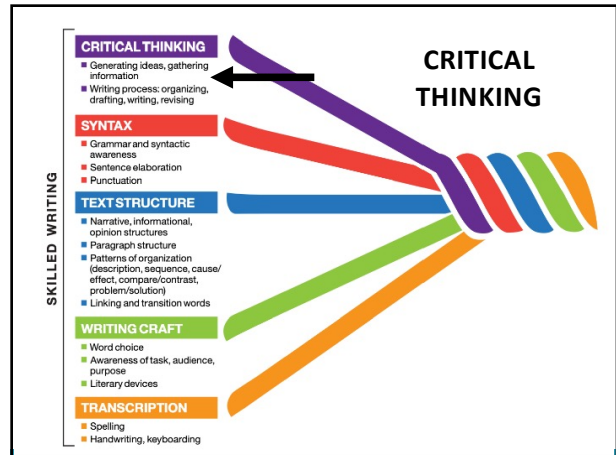 CRITICAL THINKING
■ Generating ideas, gathering
information
■ Writing process: organizing,
drafting, writing, revising
SYNTAX
■ Grammar and syntactic
awareness
■ Sentence elaboration
■ Punctuation
TEXT STRUCTURE
■ Narrative, informational,
opinion structures
■ Paragraph structure
■ Patterns of organization
(description, sequence, cause/
effect, compare/contrast,
problem/solution)
■ Linking and transition words
WRITING CRAFT
■ Word choice
■ Awareness of task, audience,
purpose
■ Literary devices
TRANSCRIPTION
■ Spelling
■ Handwriting, keyboarding
SKILLED WRITING
CRITICAL
THINKING